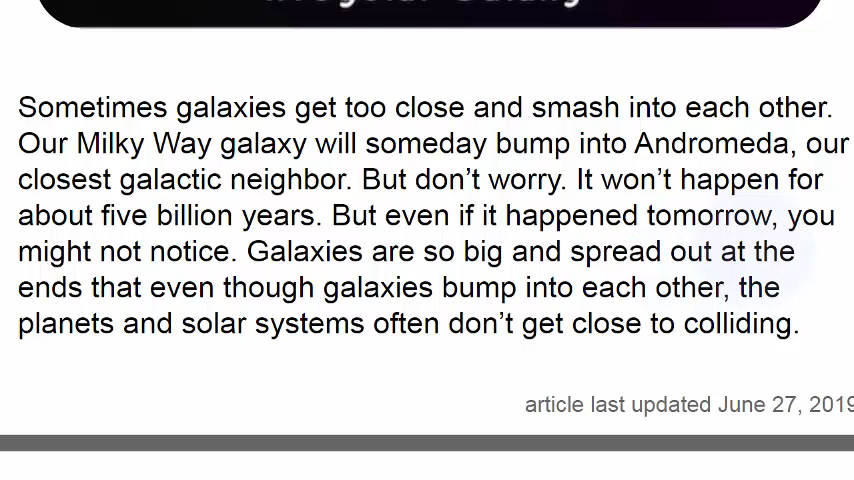 Sometimes galaxies get too close and smash into each other.
Our Milky Way galaxy will someday bump into Andromeda, our
closest galactic neighbor. But don’t worry. It won’t happen for
about five billion years. But even if it happened tomorrow, you
might not notice. Galaxies are so big and spread out at the
ends that even though galaxies bump into each other, the
planets and solar systems often don’t get close to colliding.
article last updated June 27, 2019